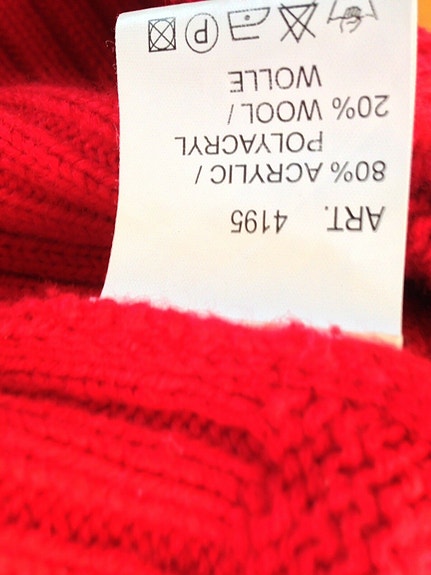 ART. 4195
80% ACRYLIC /
POLYACRYL
20% WOOL /
WOLLE
P